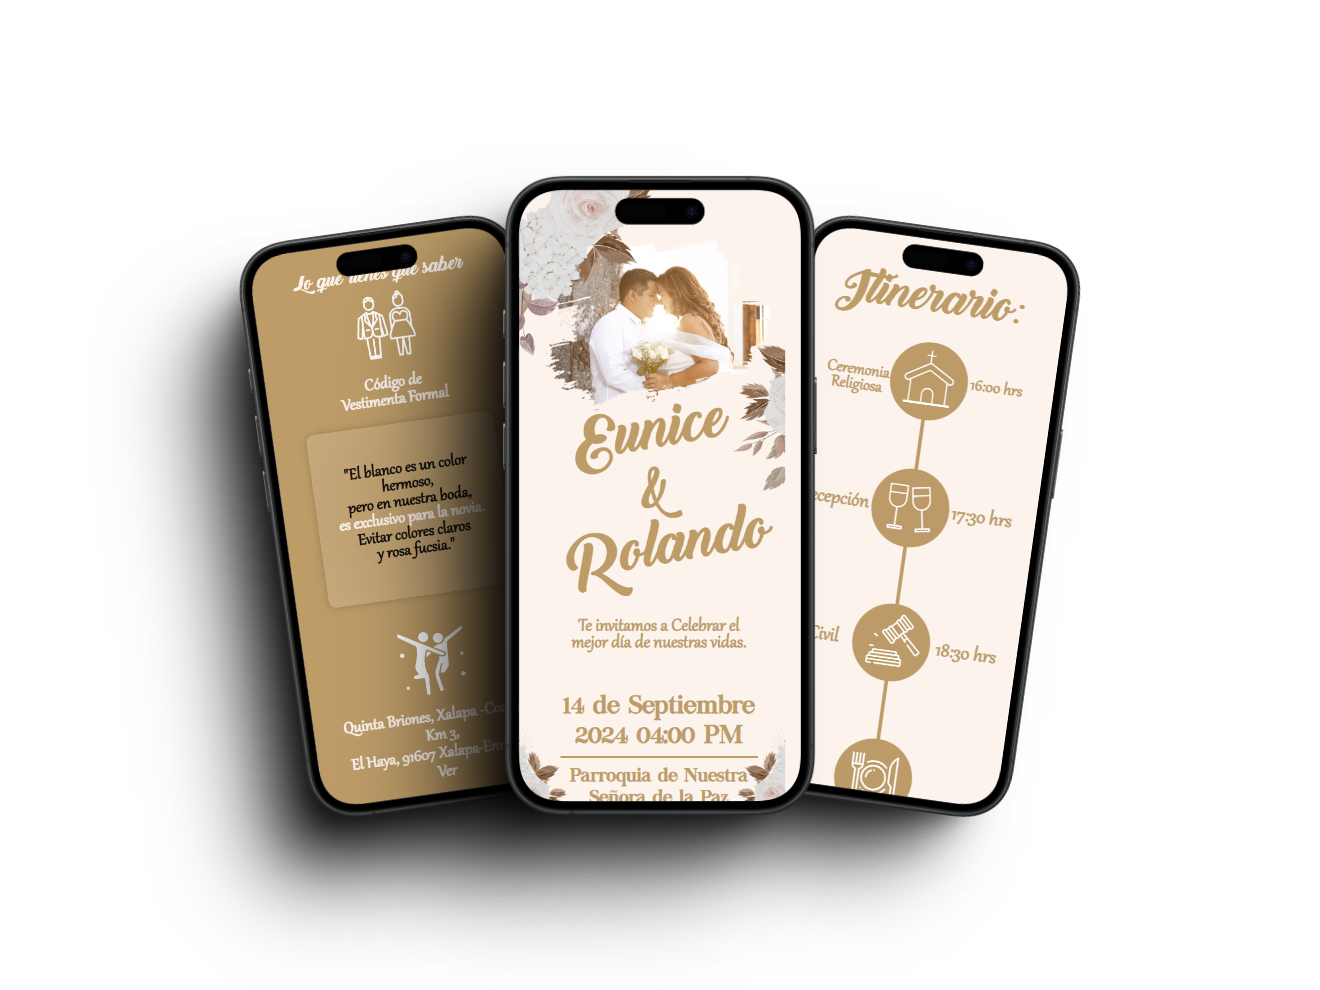 Lo que tienes que saber
Código de
Vestimenta Formal
"El blanco es un color
hermoso,
pero en nuestra boda,
es exclusivo para la novia.
Evitar colores claros
y rosa fucsia."
Quinta Briones, Xalapa -Co
Km 3,
El Haya, 91607 Xalapa-Enr
Ver
Eunice
&
Rolando
Te invitamos a Celebrar el
mejor día de nuestras vidas.
14 de Septiembre
2024 04:00 PM
Parroquia de Nuestra
Señora de la Paz
Itinerario:
Ceremonia
Religiosa
16:00 hrs
ecepción
17:30 hrs
Civil
18:30 hrs